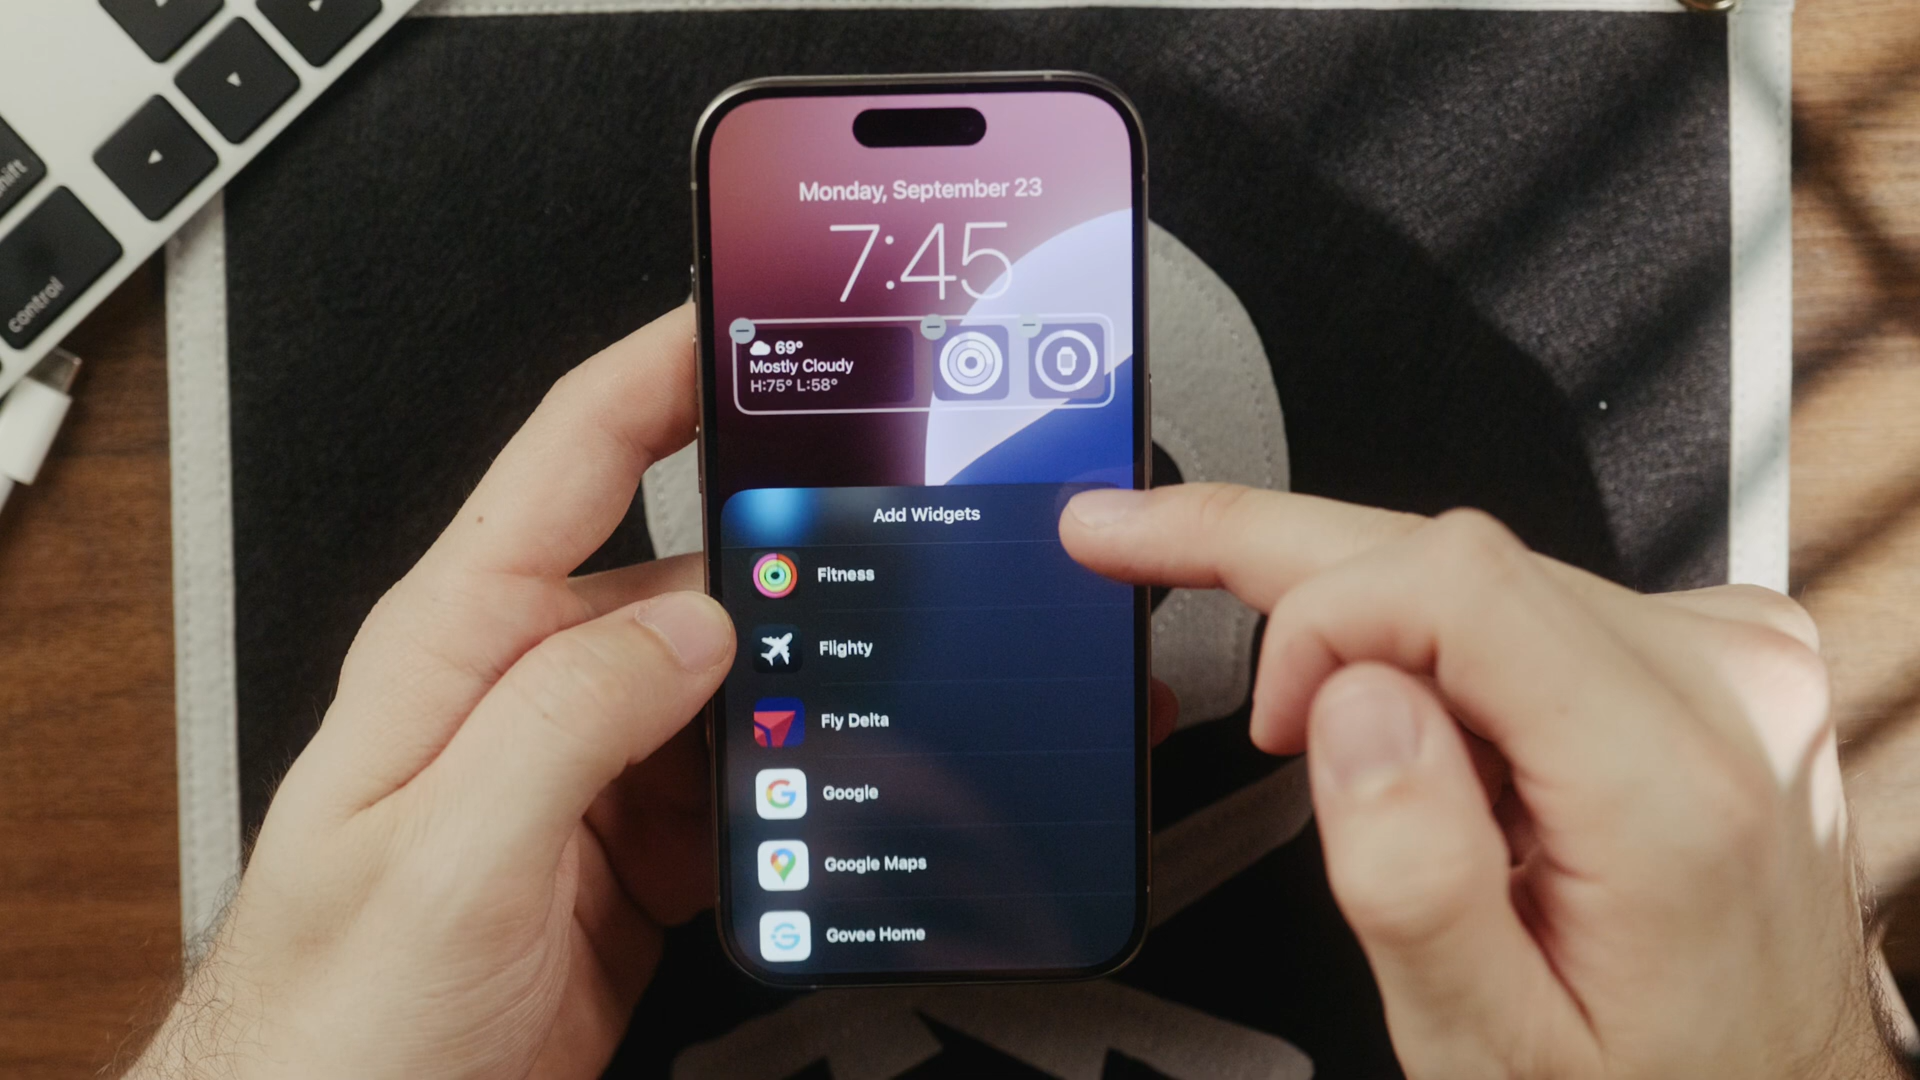 shift
control
Monday, September 23
7:45
69°
Mostly Cloudy
H:75° L:58°
Add Widgets
Fitness
Flighty
Fly Delta
Google
Google Maps
Govee Home